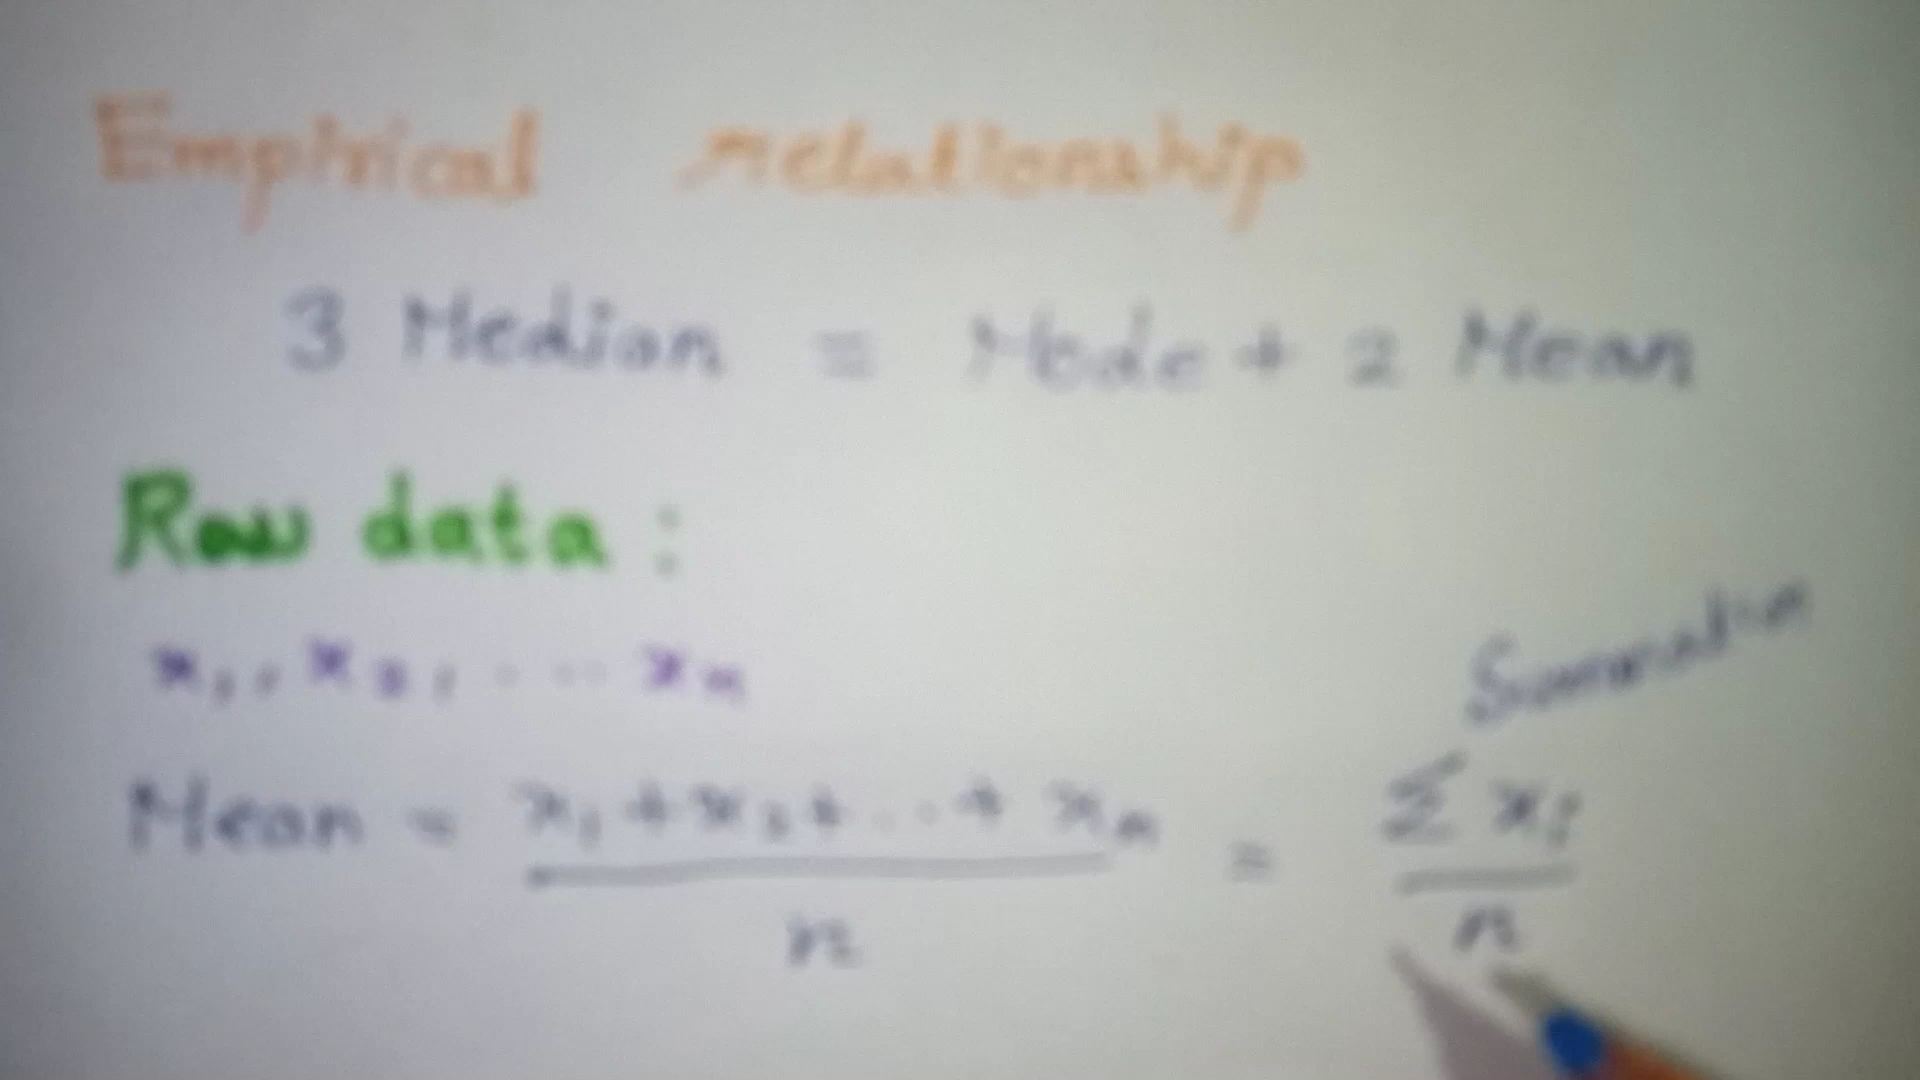 Empirical relationship
3 Median = Mode + 2 Mean
Raw data :
x₁, x₂, ... xₙ
Summation
Mean = x₁ + x₂ + ... + xₙ / n = Σ xᵢ / n